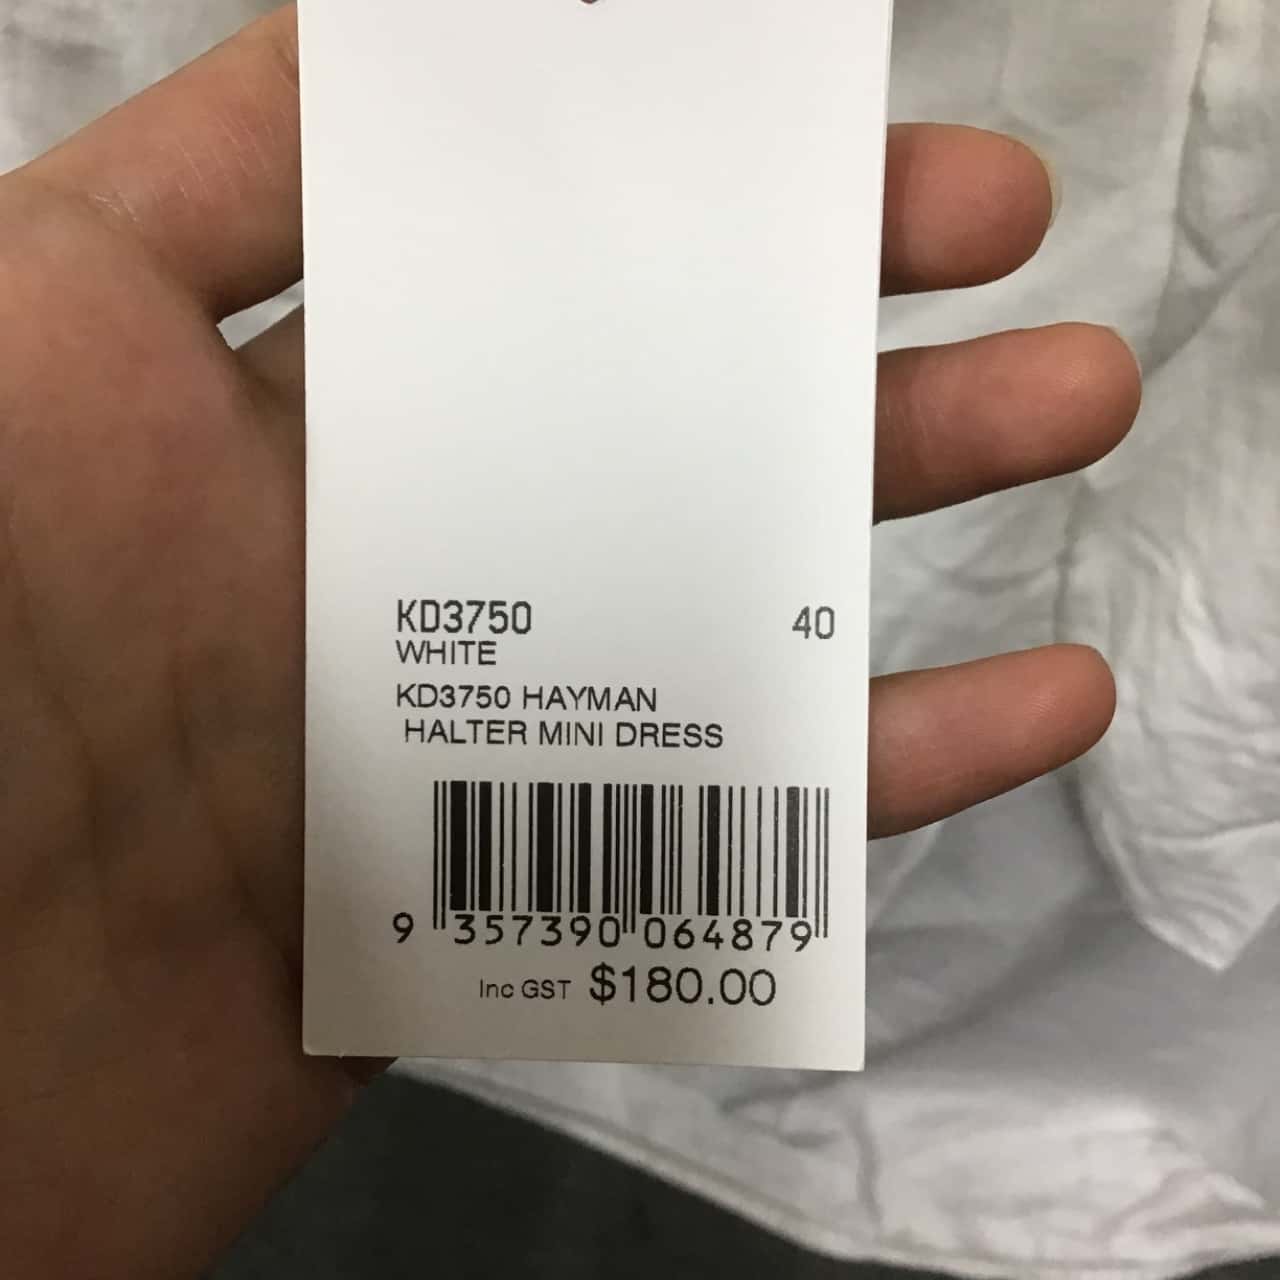 KD3750 40
WHITE
KD3750 HAYMAN
HALTER MINI DRESS
9 357390 064879
Inc GST $180.00